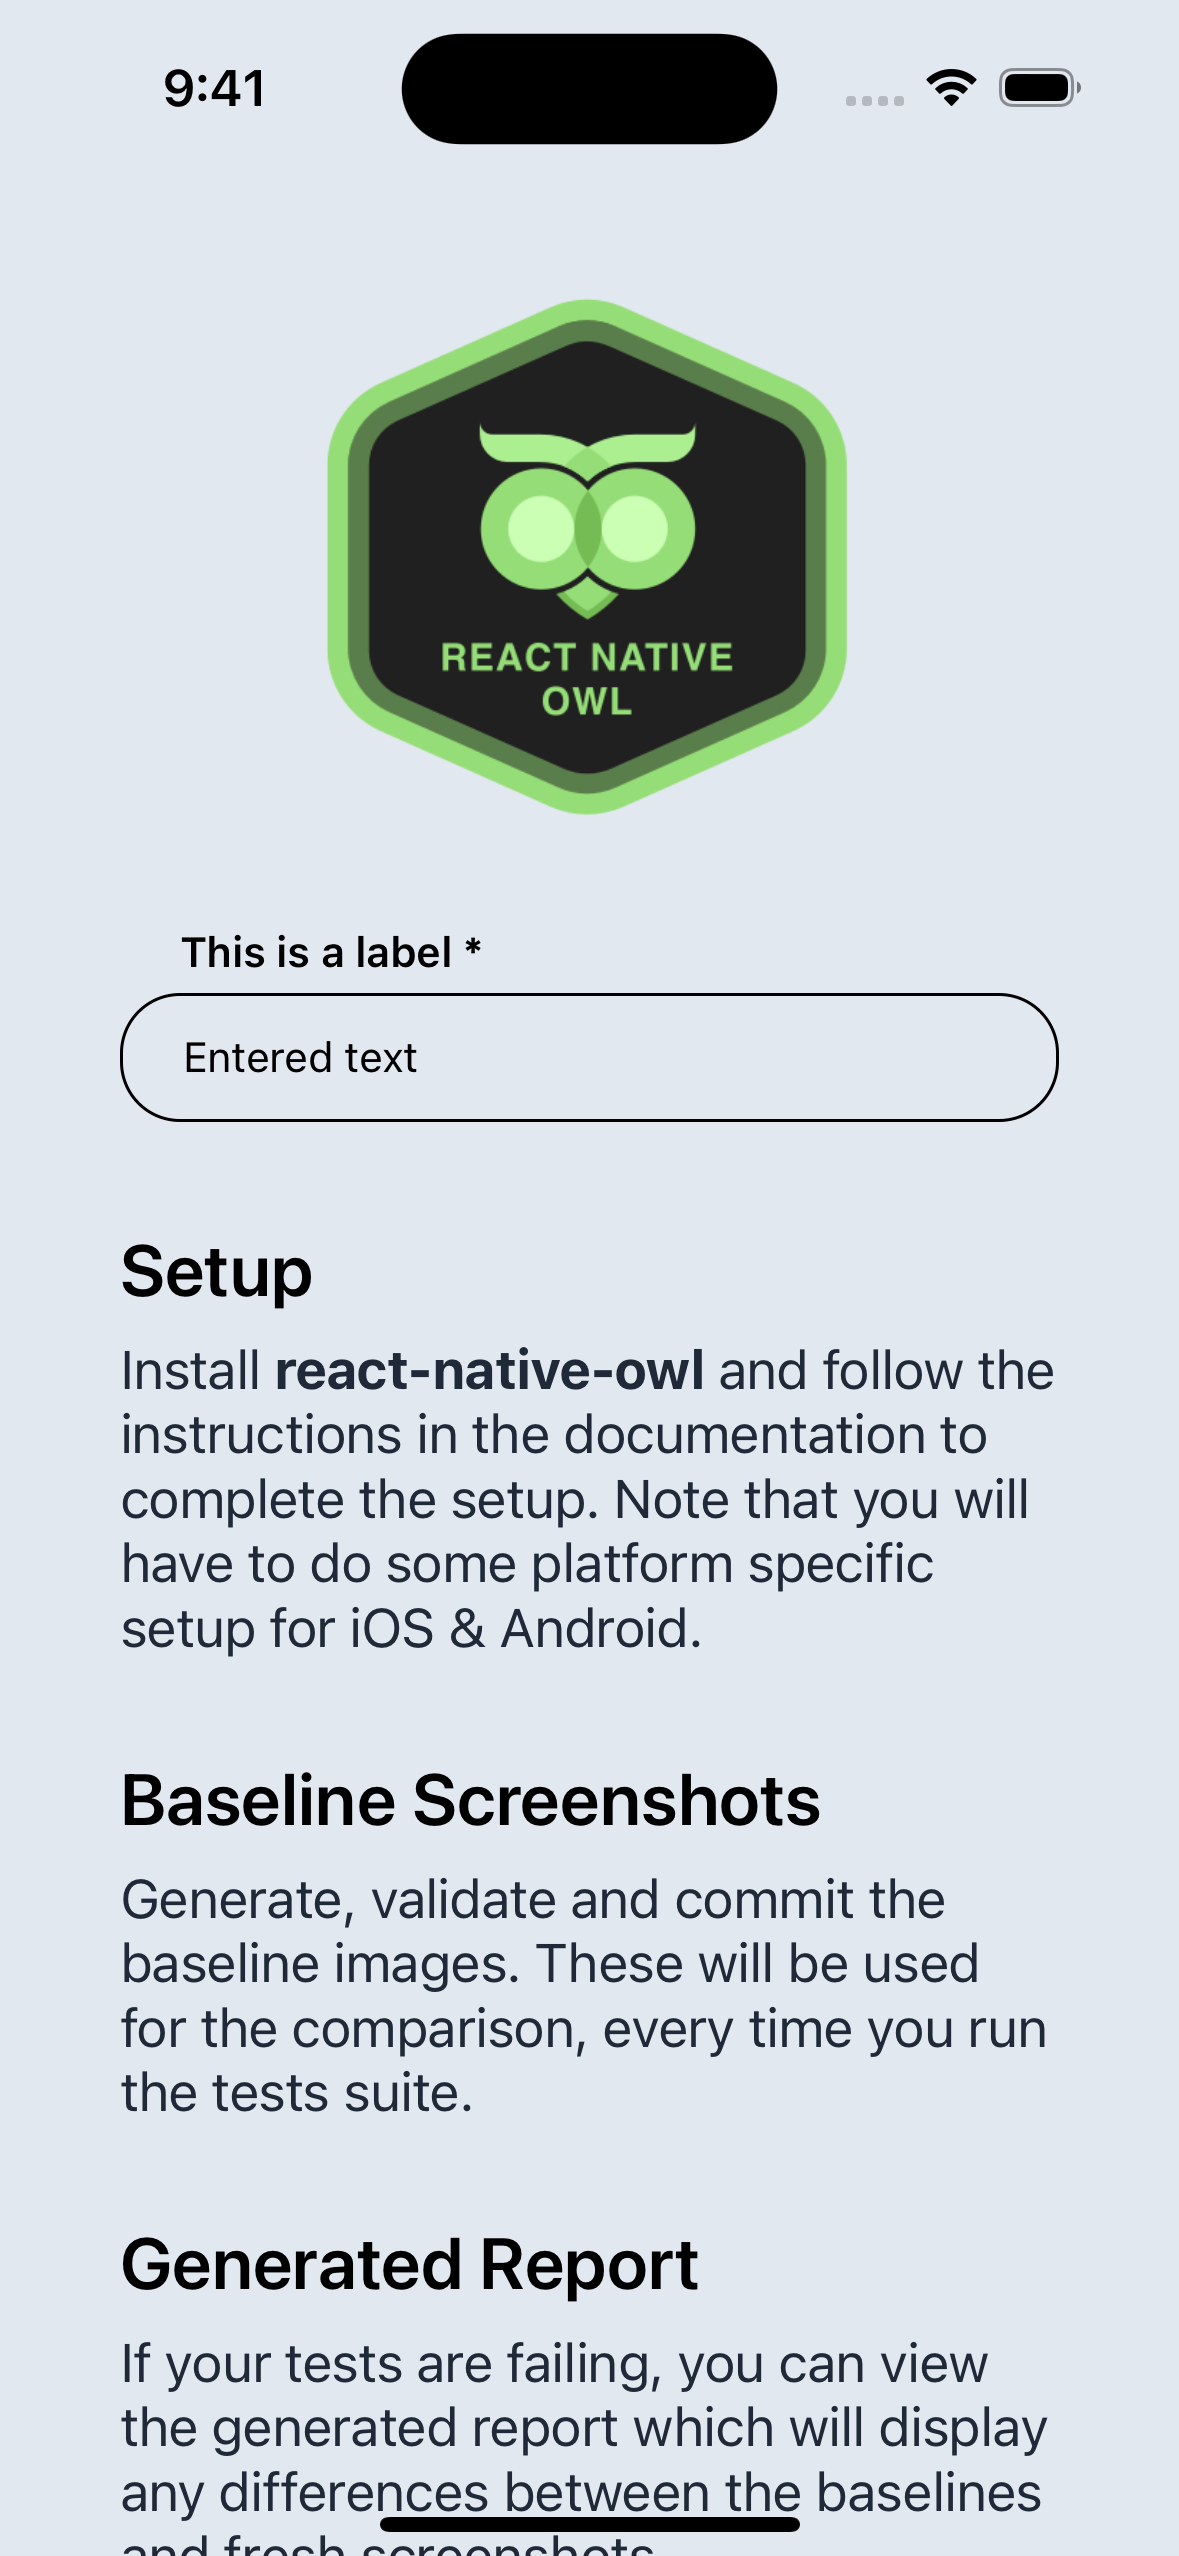 9:41
REACT NATIVE
OWL
This is a label *
Entered text
Setup
Install react-native-owl and follow the
instructions in the documentation to
complete the setup. Note that you will
have to do some platform specific
setup for iOS & Android.
Baseline Screenshots
Generate, validate and commit the
baseline images. These will be used
for the comparison, every time you run
the tests suite.
Generated Report
If your tests are failing, you can view
the generated report which will display
any differences between the baselines
and fresh screenshots.